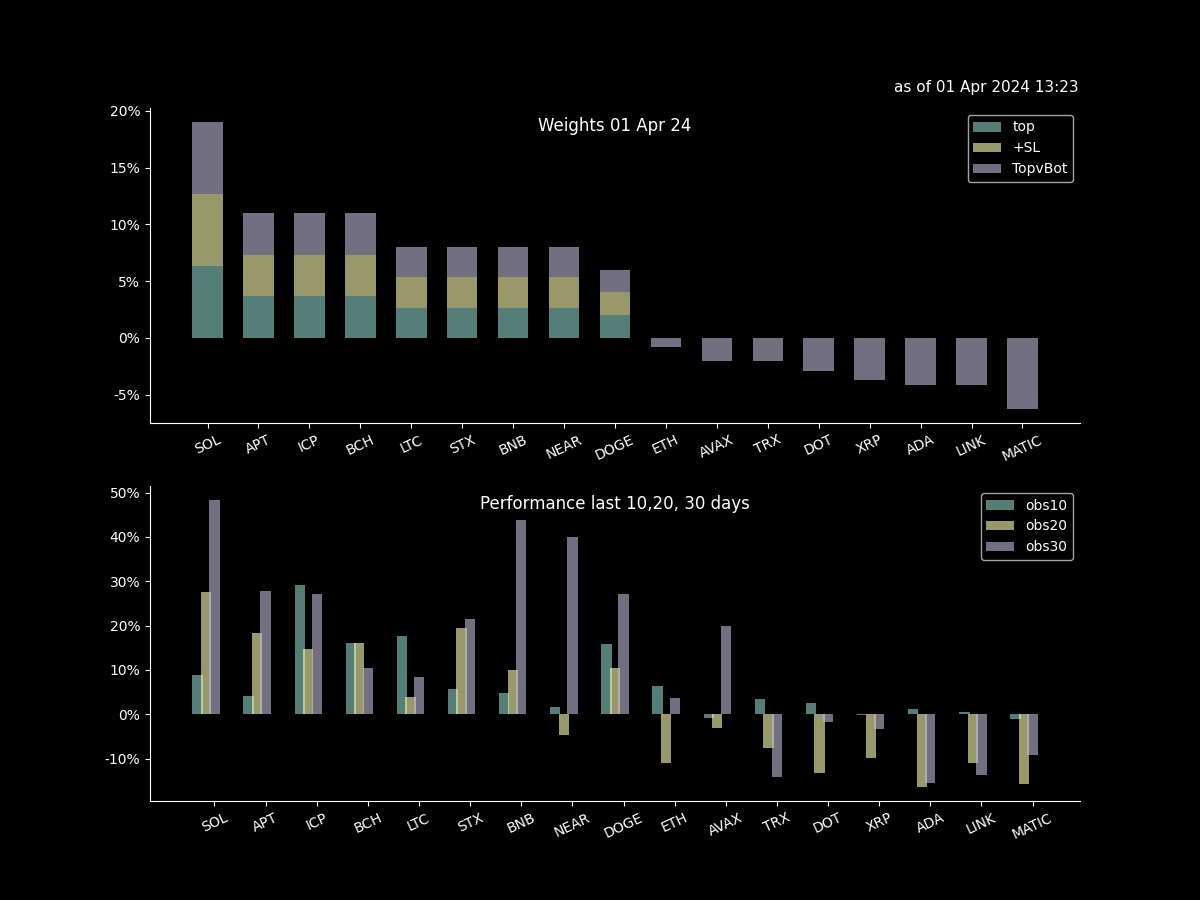 as of 01 Apr 2024 13:23
Weights 01 Apr 24
top
+SL
TopvBot
20%
15%
10%
5%
0%
-5%
SOL APT ICP BCH LTC STX BNB NEAR DOGE ETH AVAX TRX DOT XRP ADA LINK MATIC
Performance last 10,20, 30 days
obs10
obs20
obs30
50%
40%
30%
20%
10%
0%
-10%
SOL APT ICP BCH LTC STX BNB NEAR DOGE ETH AVAX TRX DOT XRP ADA LINK MATIC